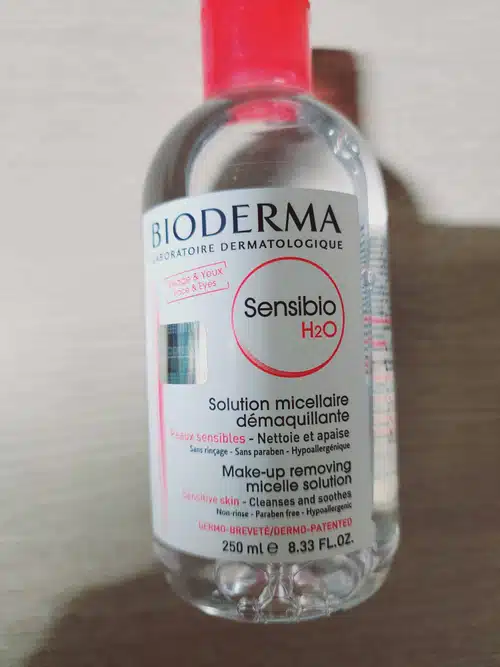 BIODERMA
LABORATOIRE DERMATOLOGIQUE
Visage & Yeux
Face & Eyes
Sensibio
H2O
Solution micellaire
démaquillante
Peaux sensibles - Nettoie et apaise
Sans rinçage - Sans paraben - Hypoallergénique
Make-up removing
micelle solution
Sensitive skin - Cleanses and soothes
Non-rinse - Paraben free - Hypoallergenic
DERMO-BREVETÉ/DERMO-PATENTED
250 ml e 8.33 FL.OZ.